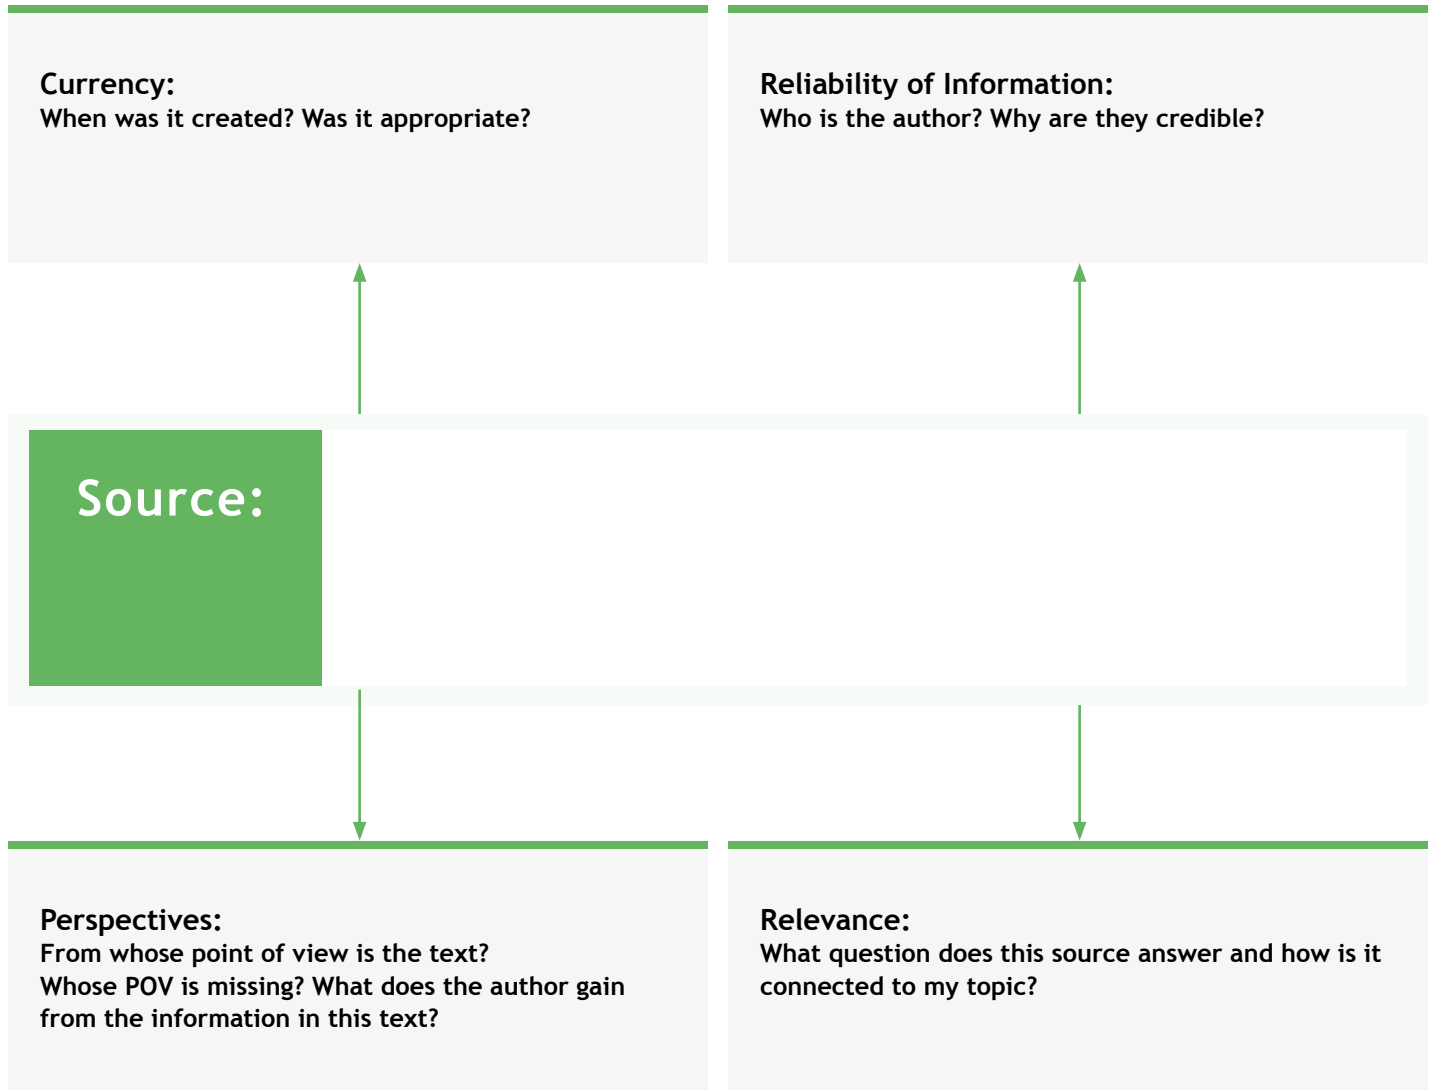 Currency:
When was it created? Was it appropriate?
Reliability of Information:
Who is the author? Why are they credible?
Source:
Perspectives:
From whose point of view is the text?
Whose POV is missing? What does the author gain
from the information in this text?
Relevance:
What question does this source answer and how is it
connected to my topic?